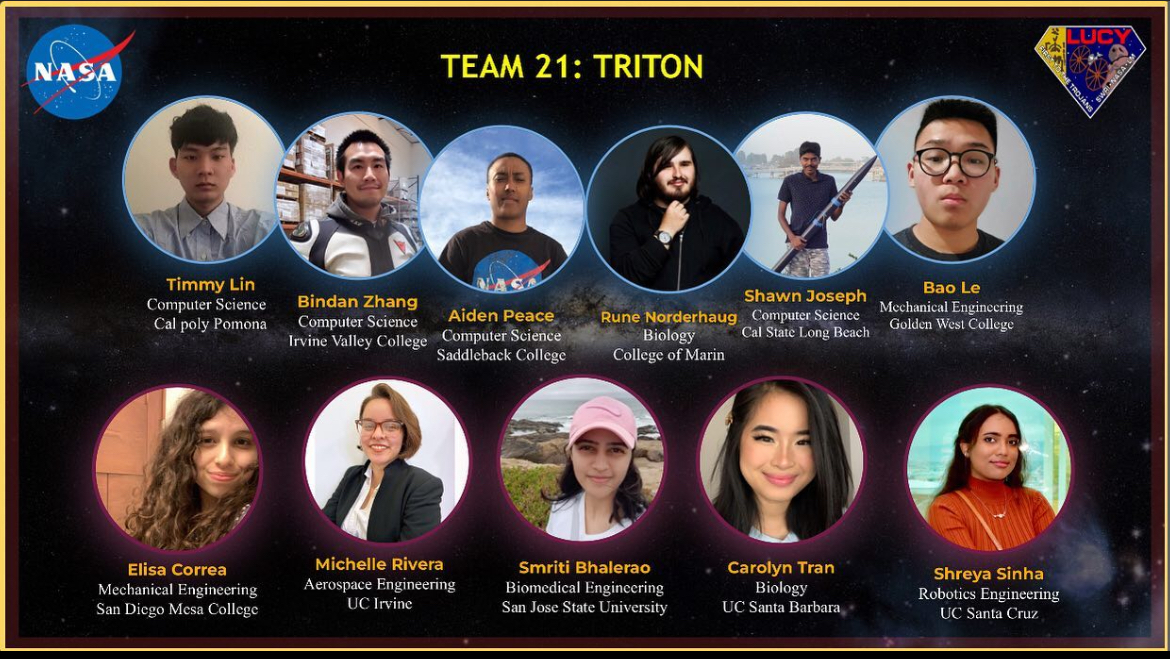 NASA
TEAM 21: TRITON
LUCY
Timmy Lin
Computer Science
Cal poly Pomona
Bindan Zhang
Computer Science
Irvine Valley College
Aiden Peace
Computer Science
Saddleback College
NASA
Rune Norderhaug
Biology
College of Marin
Shawn Joseph
Computer Science
Cal State Long Beach
Bao Le
Mechanical Engineering
Golden West College
Elisa Correa
Mechanical Engineering
San Diego Mesa College
Michelle Rivera
Aerospace Engineering
UC Irvine
Smriti Bhalerao
Biomedical Engineering
San Jose State University
Carolyn Tran
Biology
UC Santa Barbara
Shreya Sinha
Robotics Engineering
UC Santa Cruz